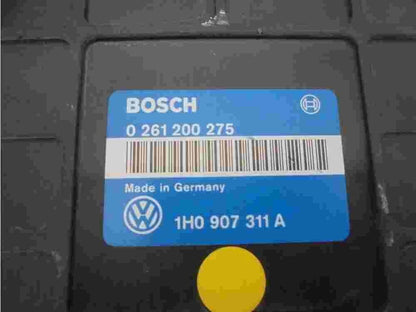 BOSCH
0 261 200 275
Made in Germany
1H0 907 311 A